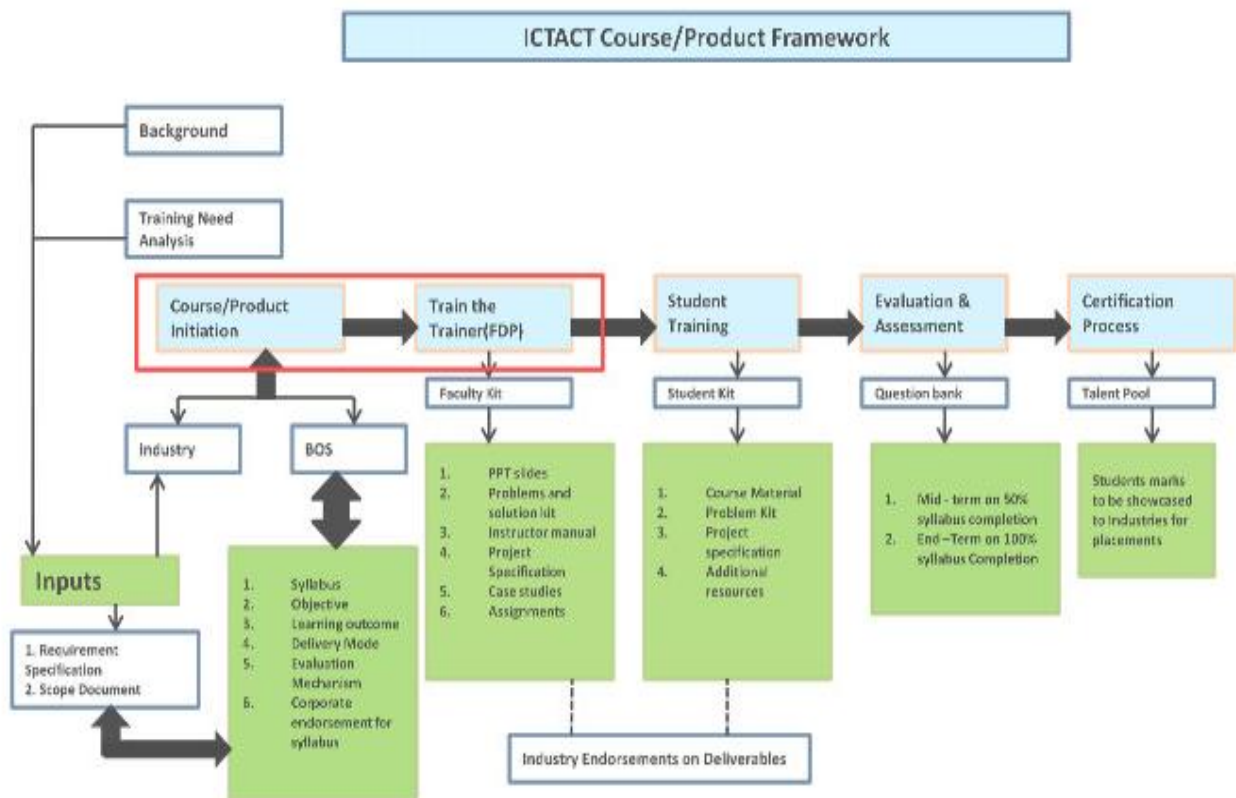 ICTACT Course/Product Framework
Background
Training Need
Analysis
Course/Product
Initiation
Train the
Trainer(FDP)
Student
Training
Evaluation &
Assessment
Certification
Process
Faculty Kit
Student Kit
Question bank
Talent Pool
Industry
BOS
1. PPT slides
2. Problems and
solution kit
3. Instructor manual
4. Project
Specification
5. Case studies
6. Assignments
1. Course Material
2. Problem Kit
3. Project
specification
4. Additional
resources
1. Mid - term on 50%
syllabus completion
2. End –Term on 100%
syllabus Completion
Students marks
to be showcased
to Industries for
placements
Inputs
1. Requirement
Specification
2. Scope Document
1. Syllabus
2. Objective
3. Learning outcome
4. Delivery Mode
5. Evaluation
Mechanism
6. Corporate
endorsement for
syllabus
Industry Endorsements on Deliverables